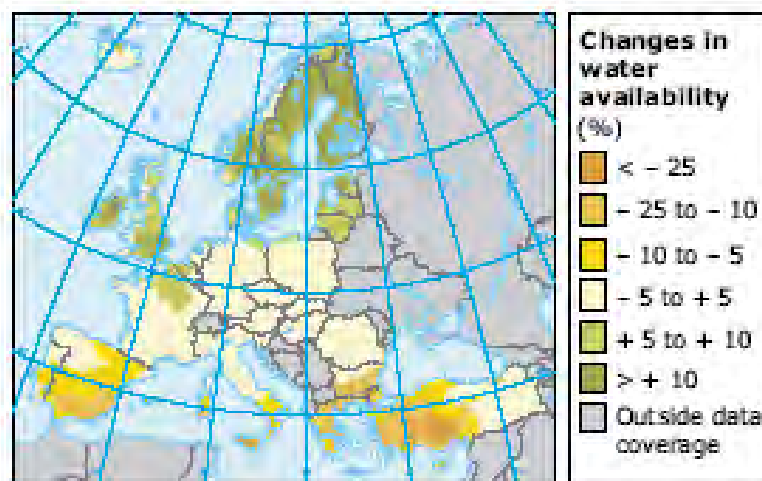 Changes in
water
availability
(%)
< – 25
– 25 to – 10
– 10 to – 5
– 5 to + 5
+ 5 to + 10
> + 10
Outside data
coverage